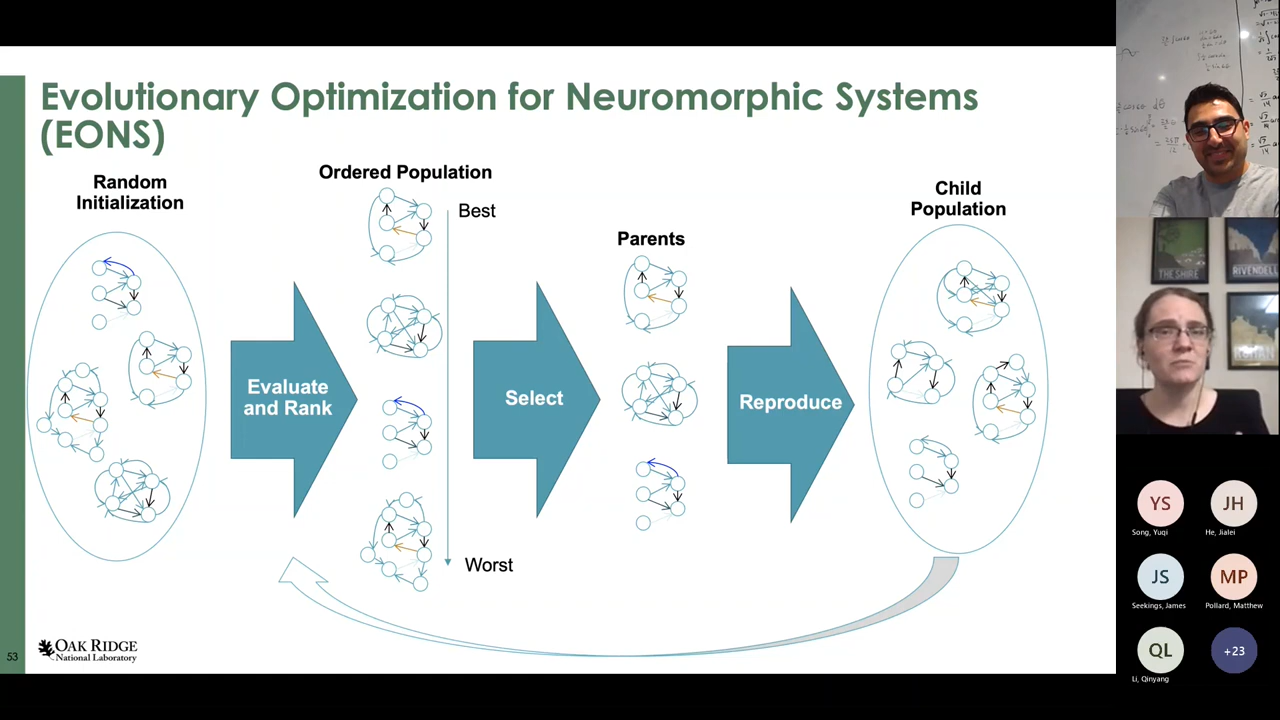 Evolutionary Optimization for Neuromorphic Systems
(EONS)
Random
Initialization
Ordered Population
Best
Worst
Parents
Child
Population
Evaluate
and Rank
Select
Reproduce
53
OAK RIDGE
National Laboratory
THE SHIRE
RIVENDELL
YS
Song, Yuqi
JH
He, Jialei
JS
Seekings, James
MP
Pollard, Matthew
QL
Li, Qinyang
+23